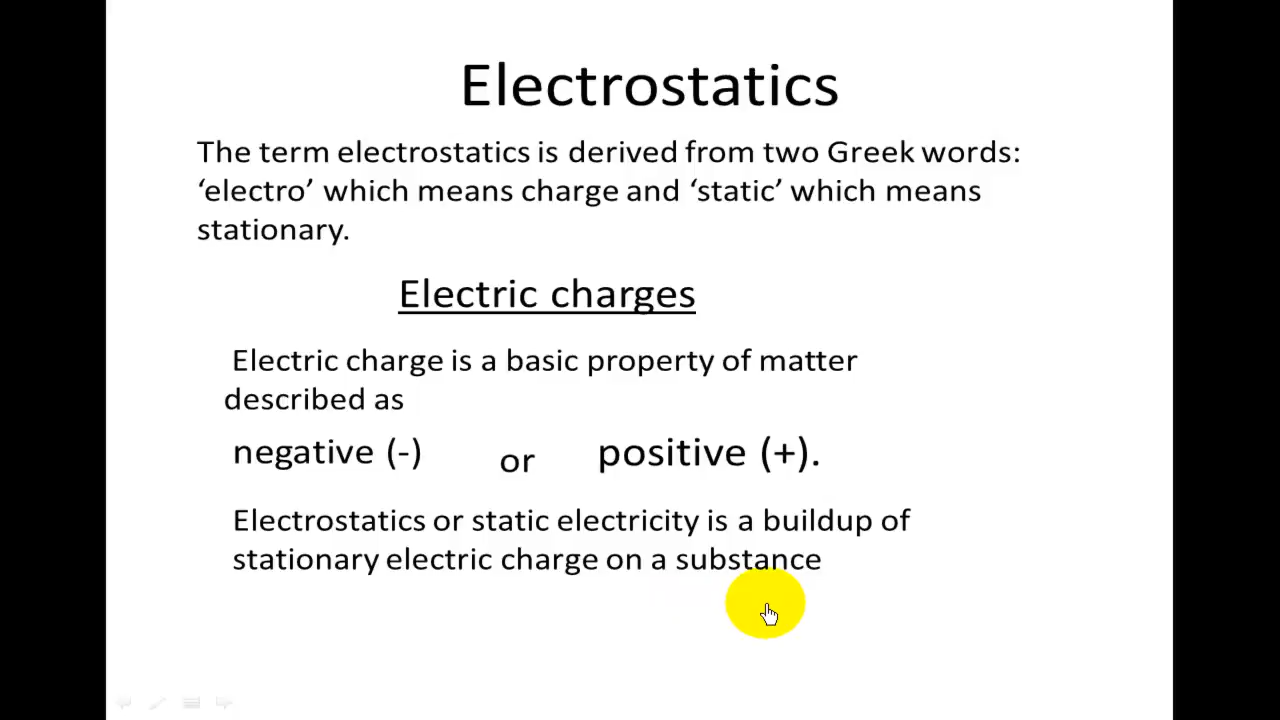 Electrostatics
The term electrostatics is derived from two Greek words:
‘electro’ which means charge and ‘static’ which means
stationary.
Electric charges
Electric charge is a basic property of matter
described as
negative (-) or positive (+).
Electrostatics or static electricity is a buildup of
stationary electric charge on a substance